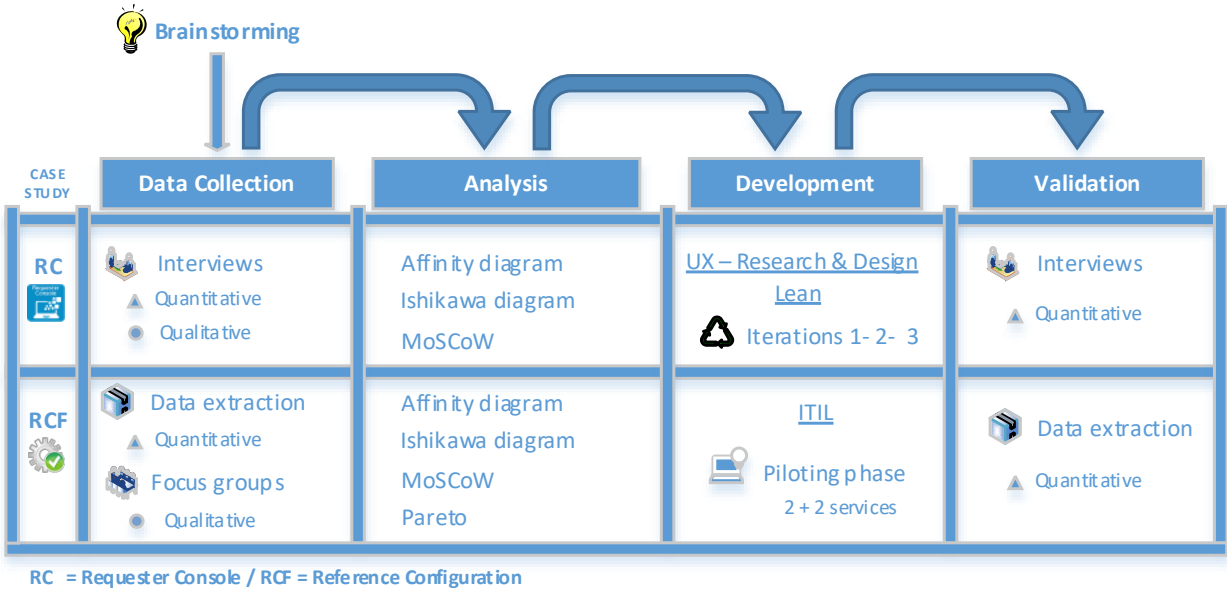 Brainstorming
CASE
STUDY
Data Collection
Analysis
Development
Validation
RC
Requester
Console
Interviews
Quantitative
Qualitative
Affinity diagram
Ishikawa diagram
MoSCoW
UX – Research & Design
Lean
Iterations 1- 2- 3
Interviews
Quantitative
RCF
Data extraction
Quantitative
Focus groups
Qualitative
Affinity diagram
Ishikawa diagram
MoSCoW
Pareto
ITIL
Piloting phase
2 + 2 services
Data extraction
Quantitative
RC = Requester Console / RCF = Reference Configuration